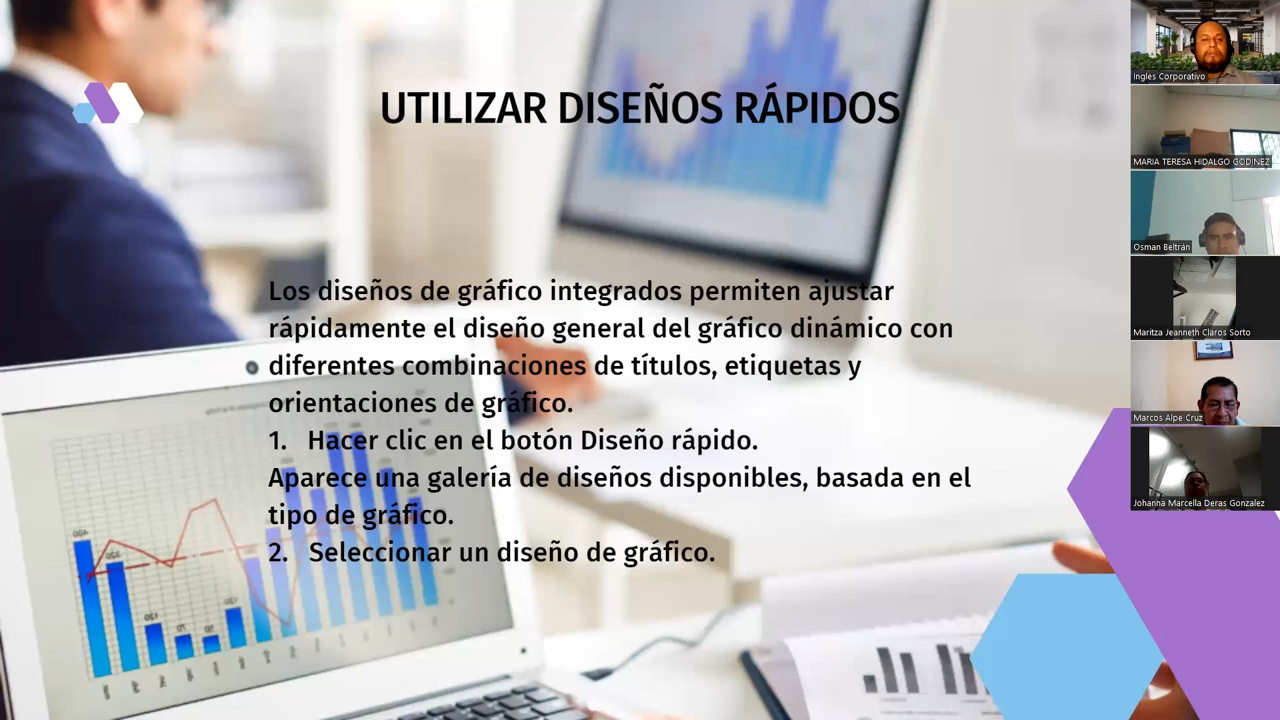 UTILIZAR DISEÑOS RÁPIDOS
Los diseños de gráfico integrados permiten ajustar
rápidamente el diseño general del gráfico dinámico con
diferentes combinaciones de títulos, etiquetas y
orientaciones de gráfico.
1. Hacer clic en el botón Diseño rápido.
Aparece una galería de diseños disponibles, basada en el
tipo de gráfico.
2. Seleccionar un diseño de gráfico.
Ingles Corporativo
MARIA TERESA HIDALGO GODINEZ
Osman Beltrán
Maritza Jeanneth Claros Sorto
Marcos Alpe Cruz
Johanna Marcella Deras Gonzalez